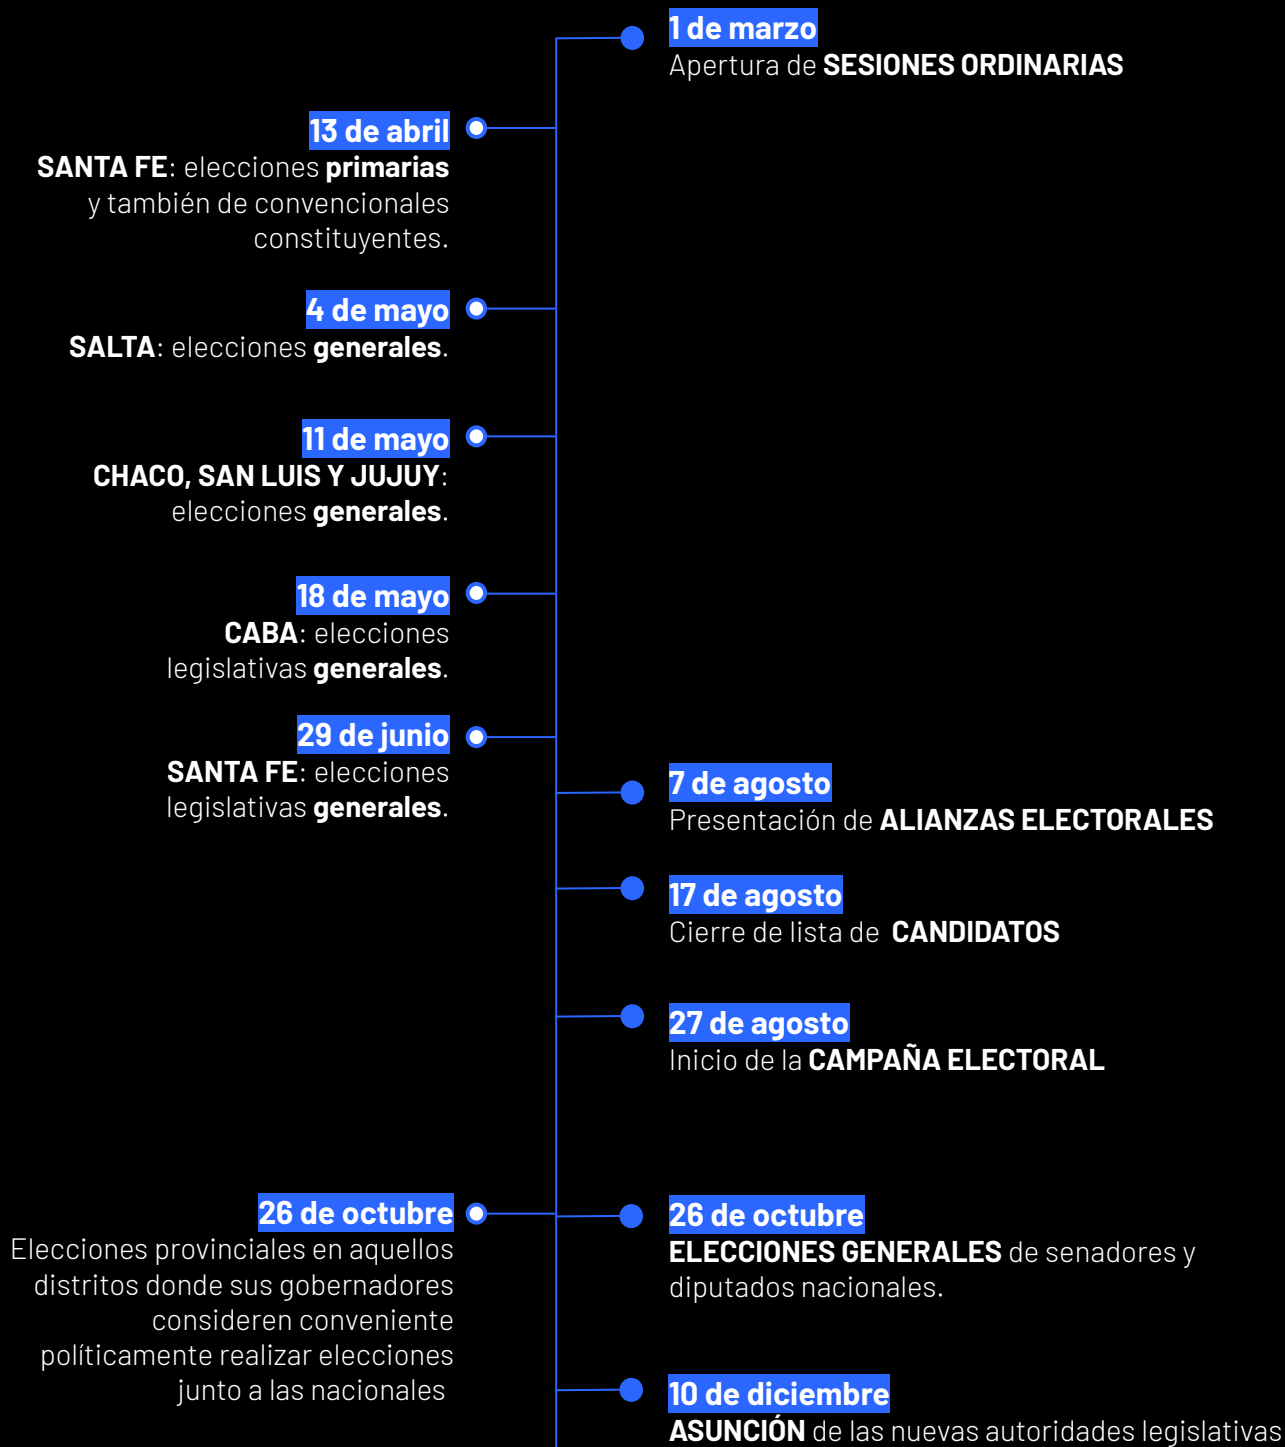 1 de marzo
Apertura de SESIONES ORDINARIAS
13 de abril
SANTA FE: elecciones primarias
y también de convencionales
constituyentes.
4 de mayo
SALTA: elecciones generales.
11 de mayo
CHACO, SAN LUIS Y JUJUY:
elecciones generales.
18 de mayo
CABA: elecciones
legislativas generales.
29 de junio
SANTA FE: elecciones
legislativas generales.
7 de agosto
Presentación de ALIANZAS ELECTORALES
17 de agosto
Cierre de lista de CANDIDATOS
27 de agosto
Inicio de la CAMPAÑA ELECTORAL
26 de octubre
Elecciones provinciales en aquellos
distritos donde sus gobernadores
consideren conveniente
políticamente realizar elecciones
junto a las nacionales
26 de octubre
ELECCIONES GENERALES de senadores y
diputados nacionales.
10 de diciembre
ASUNCIÓN de las nuevas autoridades legislativas